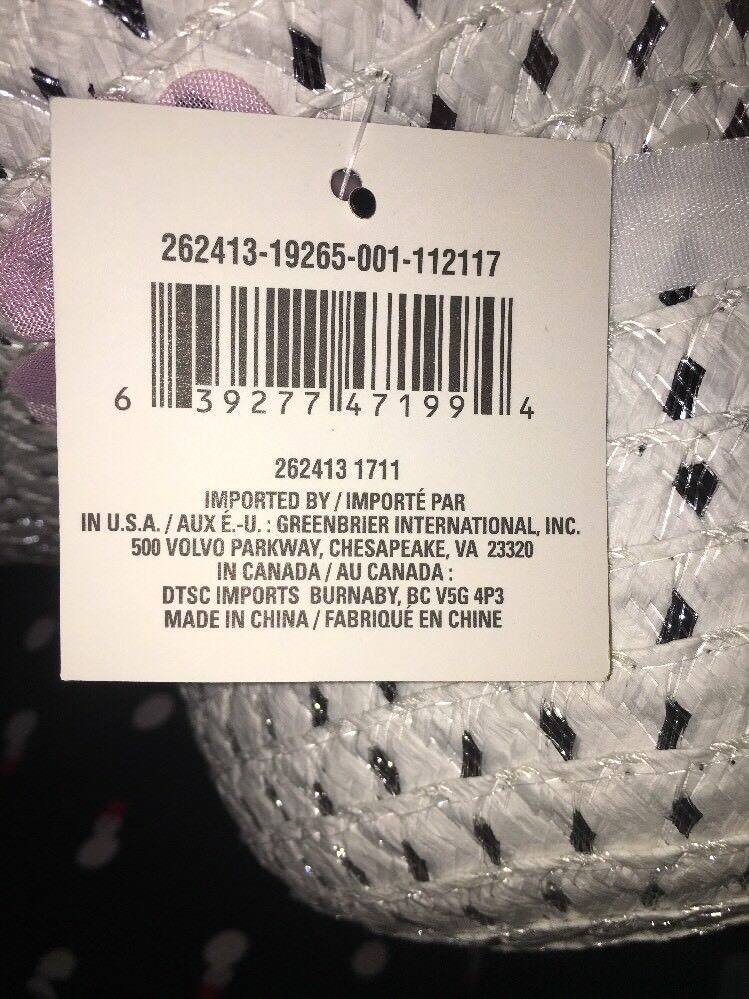 262413-19265-001-112117
6 39277 47199 4
262413 1711
IMPORTED BY / IMPORTÉ PAR
IN U.S.A. / AUX É.-U. : GREENBRIER INTERNATIONAL, INC.
500 VOLVO PARKWAY, CHESAPEAKE, VA 23320
IN CANADA / AU CANADA :
DTSC IMPORTS BURNABY, BC V5G 4P3
MADE IN CHINA / FABRIQUÉ EN CHINE